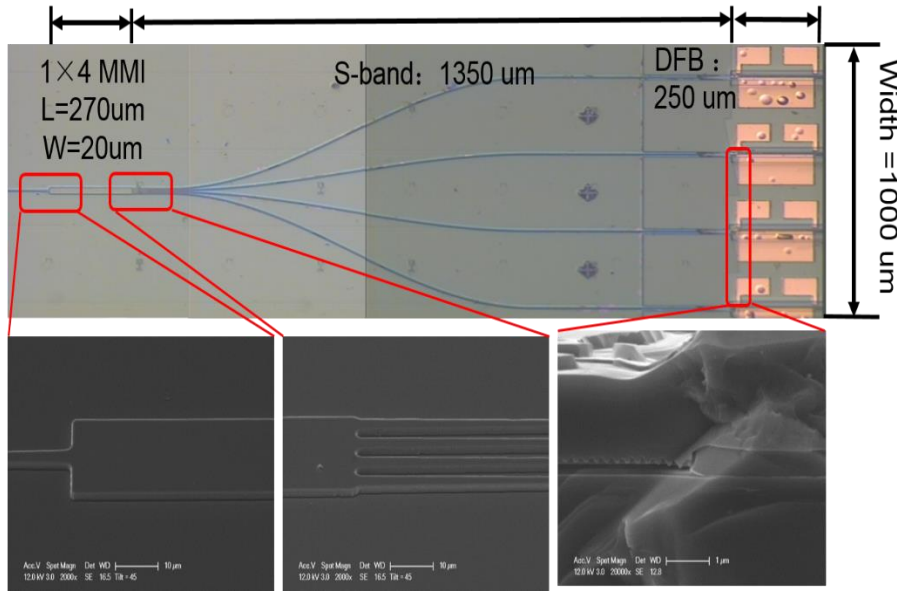 1×4 MMI
L=270um
W=20um
S-band：1350 um
DFB：
250 um
Width =1000 um
Acc.V Spot Magn Det WD
12.0 kV 3.0 2000x SE 16.5 Tilt = 45
10 µm
Acc.V Spot Magn Det WD
12.0 kV 3.0 2000x SE 16.5 Tilt = 45
10 µm
Acc.V Spot Magn Det WD
12.0 kV 3.0 20000x SE 12.8
1 µm